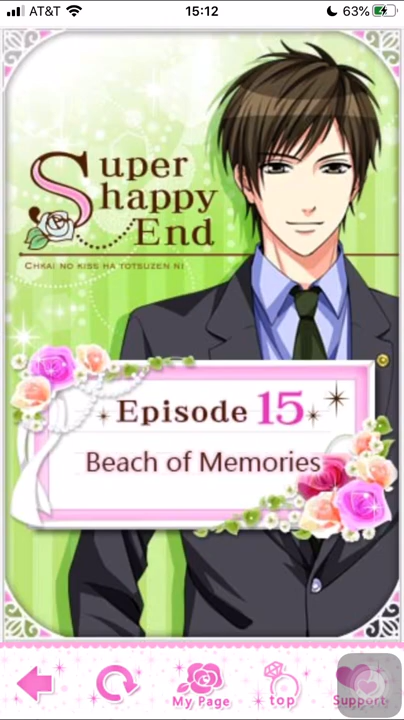 AT&T
15:12
63%
Super
Shappy
End
CHIKAI NO KISS HA TOTSUZEN NI
Episode 15
Beach of Memories
My Page
top
Support